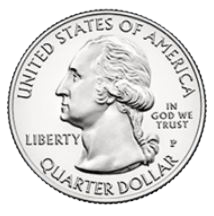 UNITED STATES OF AMERICA
LIBERTY
IN
GOD WE
TRUST
P
QUARTER DOLLAR